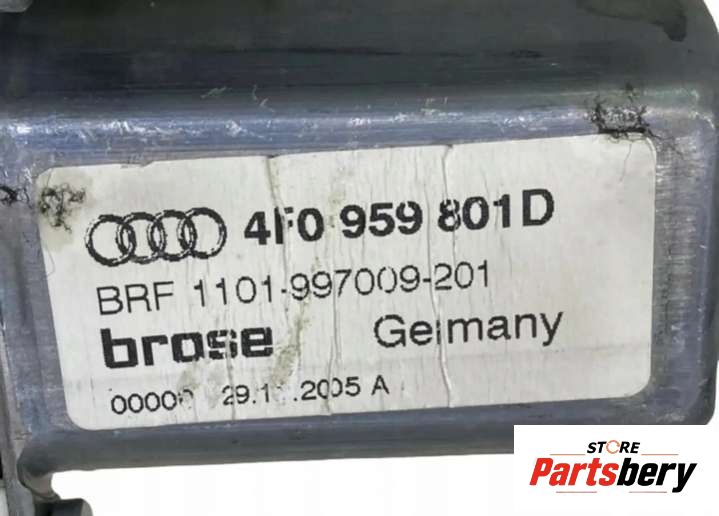 4F0 959 801D
BRF 1101-997009-201
brose Germany
A
STORE
Partsbery